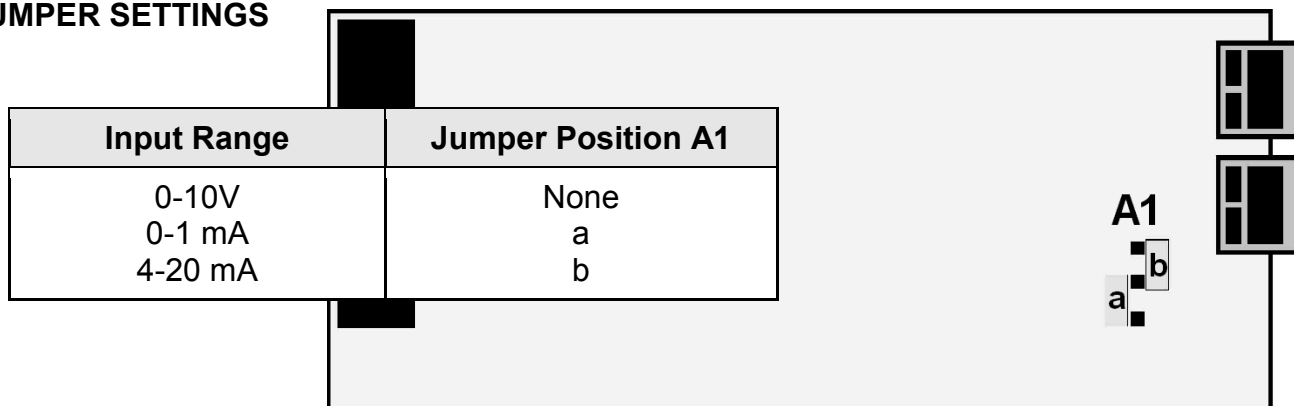 UMPER SETTINGS
Input Range Jumper Position A1
0-10V None
0-1 mA a
4-20 mA b
A1
b
a